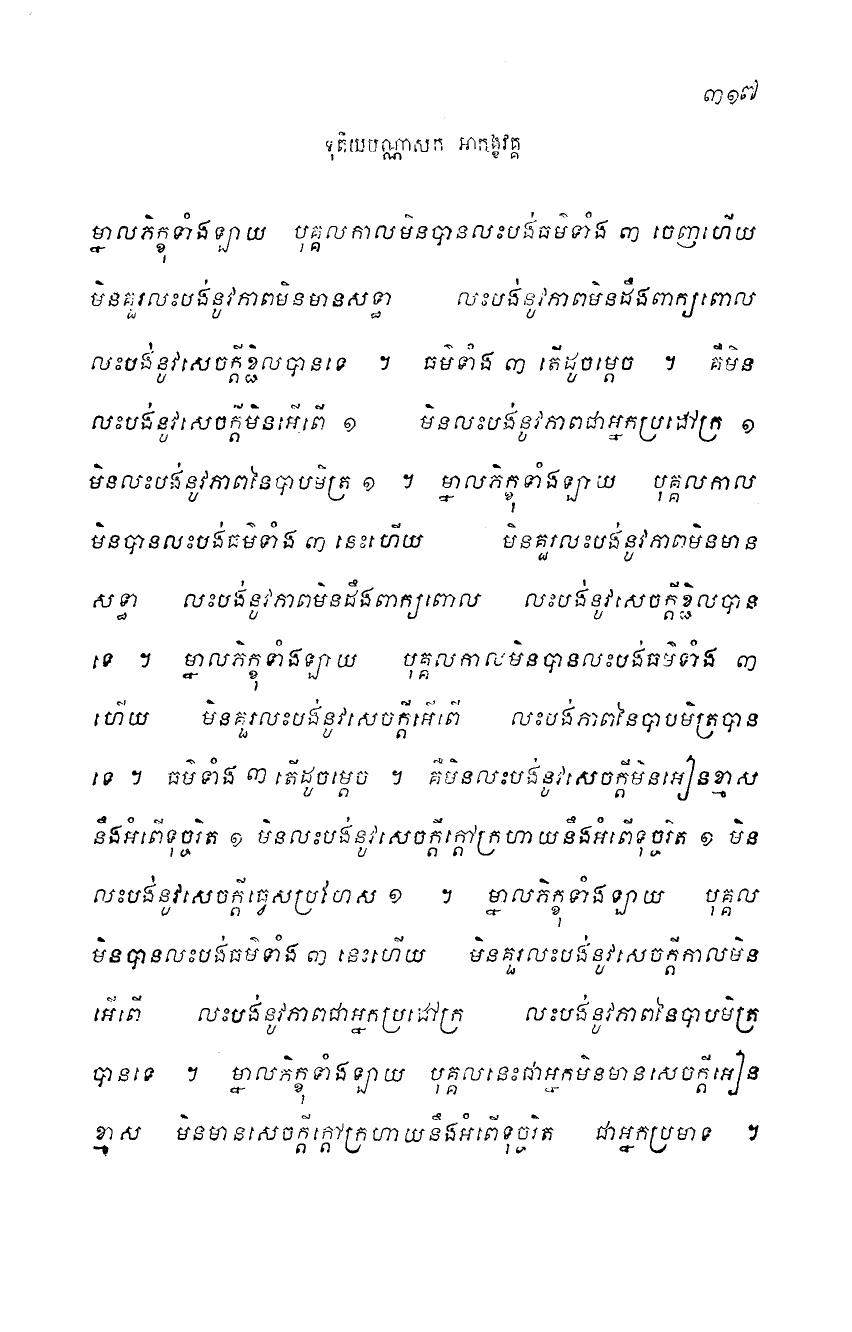 ៣១៧
ទុតិយបណ្ណាសក អាកង្ខវគ្គ
ម្នាលភិក្ខុទាំងឡាយ បុគ្គលកាលមិនបានលះបង់ធម៌ទាំង ៣ ចេញហើយ
មិនគួរលះបង់នូវភាពមិនមានសទ្ធា លះបង់នូវភាពមិនដឹងពាក្យពោល
លះបង់នូវសេចក្តីខ្ជិលបានទេ ។ ធម៌ទាំង ៣ តើដូចម្តេច ។ គឺមិន
លះបង់នូវសេចក្តីមិនអើពើ ១ មិនលះបង់នូវភាពជាអ្នកប្រដៅក្រ ១
មិនលះបង់នូវភាពនៃបាបមិត្រ ១ ។ ម្នាលភិក្ខុទាំងឡាយ បុគ្គលកាល
មិនបានលះបង់ធម៌ទាំង ៣ នេះហើយ មិនគួរលះបង់នូវភាពមិនមាន
សទ្ធា លះបង់នូវភាពមិនដឹងពាក្យពោល លះបង់នូវសេចក្តីខ្ជិលបាន
ទេ ។ ម្នាលភិក្ខុទាំងឡាយ បុគ្គលកាលមិនបានលះបង់ធម៌ទាំង ៣
ហើយ មិនគួរលះបង់នូវសេចក្តីអើពើ លះបង់ភាពនៃបាបមិត្របាន
ទេ ។ ធម៌ទាំង ៣ តើដូចម្តេច ។ គឺមិនលះបង់នូវសេចក្តីមិនអៀនខ្មាស
នឹងអំពើទុច្ចរិត ១ មិនលះបង់នូវសេចក្តីក្តៅក្រហាយនឹងអំពើទុច្ចរិត ១ មិន
លះបង់នូវសេចក្តីធ្វេសប្រហែស ១ ។ ម្នាលភិក្ខុទាំងឡាយ បុគ្គល
មិនបានលះបង់ធម៌ទាំង ៣ នេះហើយ មិនគួរលះបង់នូវសេចក្តីកាលមិន
អើពើ លះបង់នូវភាពជាអ្នកប្រដៅក្រ លះបង់នូវភាពនៃបាបមិត្រ
បានទេ ។ ម្នាលភិក្ខុទាំងឡាយ បុគ្គលនេះជាអ្នកមិនមានសេចក្តីអៀន
ខ្មាស មិនមានសេចក្តីក្តៅក្រហាយនឹងអំពើទុច្ចរិត ជាអ្នកប្រមាទ ។